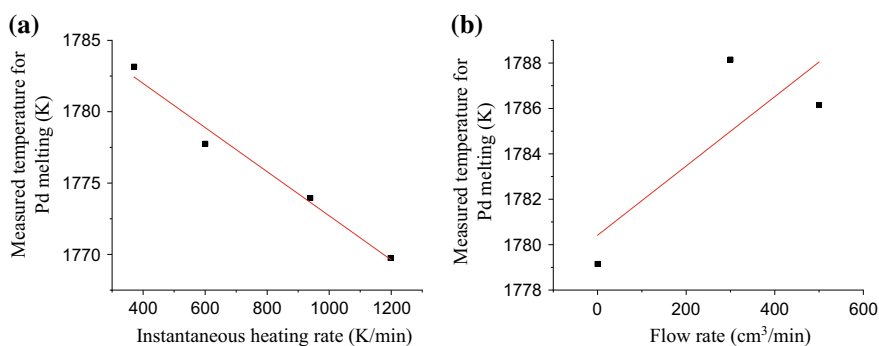 (a)
1785
1780
1775
1770
400 600 800 1000 1200
Measured temperature for
Pd melting (K)
Instantaneous heating rate (K/min)
(b)
1788
1786
1784
1782
1780
1778
0 200 400 600
Measured temperature for
Pd melting (K)
Flow rate (cm³/min)